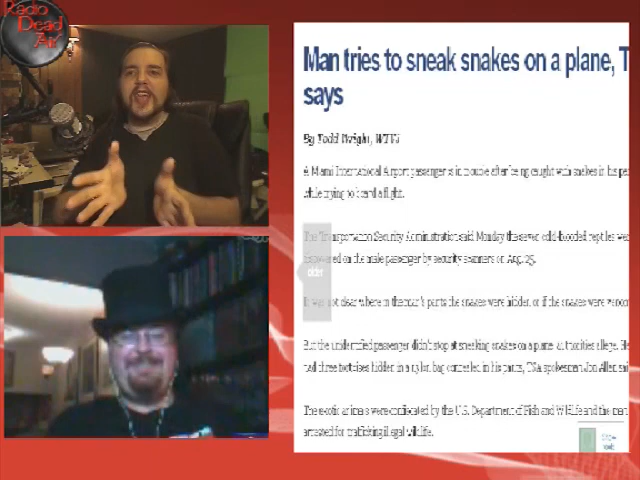 Radio
Dead
Air
Man tries to sneak snakes on a plane, T
says
By Todd Wright, WTVJ
A Miami International Airport passenger is in trouble after being caught with snakes in his pa
while trying to board a flight.
The Transportation Security Administration said Monday the seven cold-blooded reptiles wer
discovered on the male passenger by security scanners on Aug. 25.
older
It was not clear where in the man's pants the snakes were hidden, or if the snakes were venom
But the unidentified passenger didn't stop at sneaking snakes on a plane, authorities allege. He
had three tortoises hidden in a nylon bag concealed in his pants, TSA spokesman Jon Allen said
The exotic animals were confiscated by the U.S. Department of Fish and Wildlife and the man
arrested for trafficking illegal wildlife.